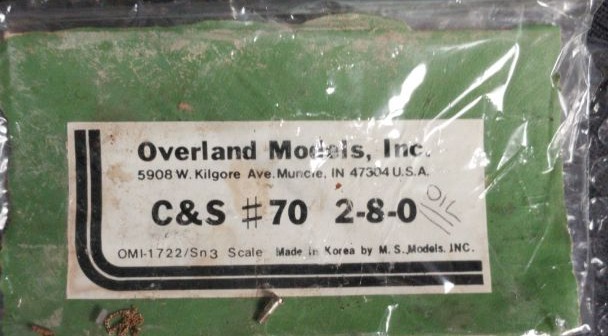 Overland Models, Inc.
5908 W. Kilgore Ave. Muncie, IN 47304 U.S.A.
C&S #70 2-8-0 OIL
OMI-1722/Sn3 Scale Made in Korea by M.S. Models. INC.